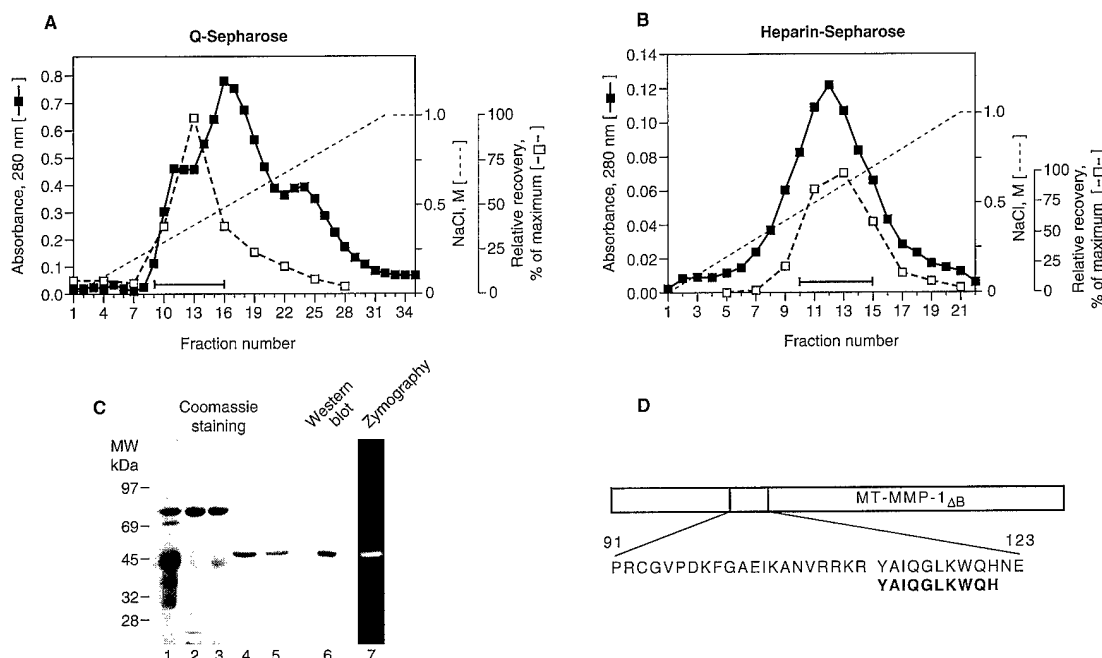 A
Q-Sepharose
Absorbance, 280 nm [-■-]
0.8
0.7
0.6
0.5
0.4
0.3
0.2
0.1
0.0
1 4 7 10 13 16 19 22 25 28 31 34
Fraction number
1.0
0.5
0
NaCl, M [----]
100
75
50
25
0
Relative recovery,
% of maximum [-□-]
B
Heparin-Sepharose
Absorbance, 280 nm [-■-]
0.14
0.12
0.10
0.08
0.06
0.04
0.02
0.00
1 3 5 7 9 11 13 15 17 19 21
Fraction number
1.0
0.5
0
NaCl, M [----]
100
75
50
25
0
Relative recovery,
% of maximum [-□-]
C
Coomassie
staining
Western
blot
Zymography
MW
kDa
97
69
45
32
28
1 2 3 4 5 6 7
D
MT-MMP-1ΔB
91 123
PRCGVPDKFGAEIKANVRRKR YAIQGLKWQHNE
YAIQGLKWQH